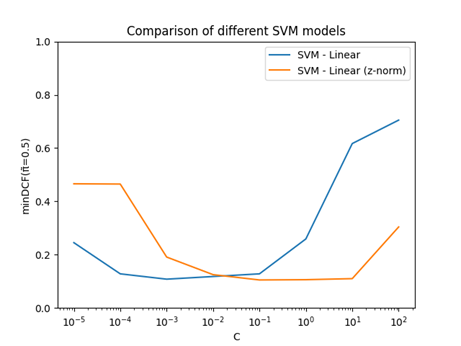 Comparison of different SVM models
SVM - Linear
SVM - Linear (z-norm)
minDCF(π̃=0.5)
1.0
0.8
0.6
0.4
0.2
0.0
10⁻⁵ 10⁻⁴ 10⁻³ 10⁻² 10⁻¹ 10⁰ 10¹ 10²
C